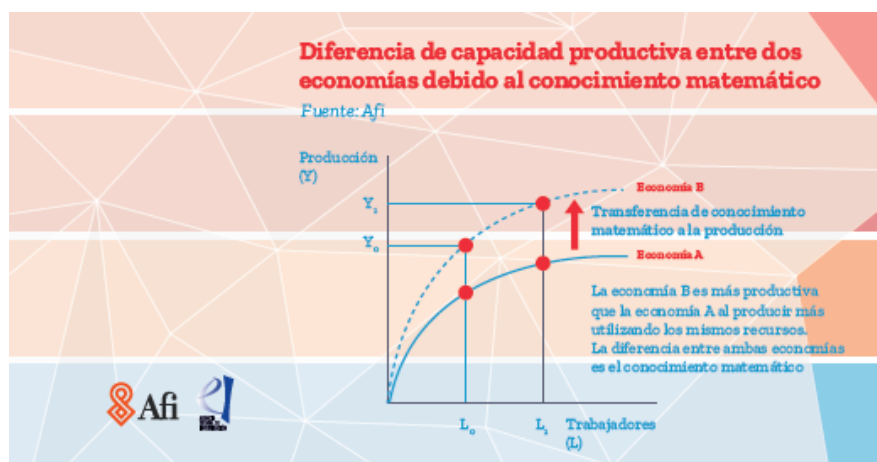 Diferencia de capacidad productiva entre dos
economías debido al conocimiento matemático
Fuente: Afi
Producción
(Y)
Y₁
Y₀
Economía B
Transferencia de conocimiento
matemático a la producción
Economía A
La economía B es más productiva
que la economía A al producir más
utilizando los mismos recursos.
La diferencia entre ambas economías
es el conocimiento matemático
L₀
L₁
Trabajadores
(L)
Afi